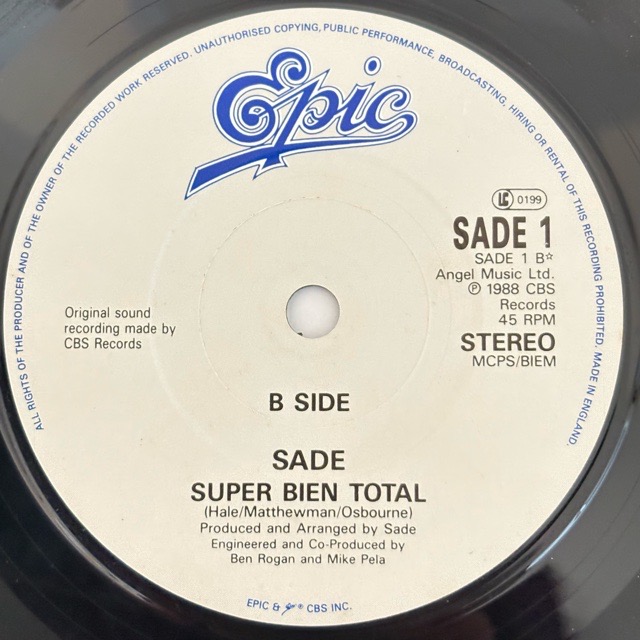 ALL RIGHTS OF THE PRODUCER AND OF THE OWNER OF THE RECORDED WORK RESERVED. UNAUTHORISED COPYING, PUBLIC PERFORMANCE, BROADCASTING, HIRING OR RENTAL OF THIS RECORDING PROHIBITED. MADE IN ENGLAND.
Epic
LC 0199
SADE 1
SADE 1 B☆
Angel Music Ltd.
℗ 1988 CBS
Records
45 RPM
STEREO
MCPS/BIEM
Original sound
recording made by
CBS Records
B SIDE
SADE
SUPER BIEN TOTAL
(Hale/Matthewman/Osbourne)
Produced and Arranged by Sade
Engineered and Co-Produced by
Ben Rogan and Mike Pela
EPIC & Epic ® CBS INC.